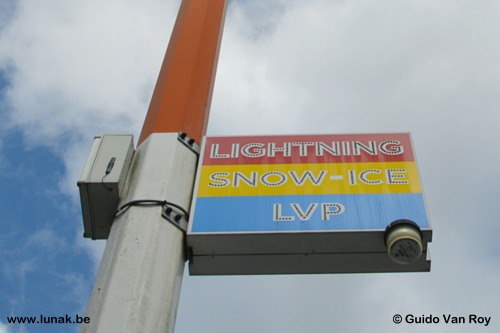 LIGHTNING
SNOW-ICE
LVP
www.lunak.be
© Guido Van Roy